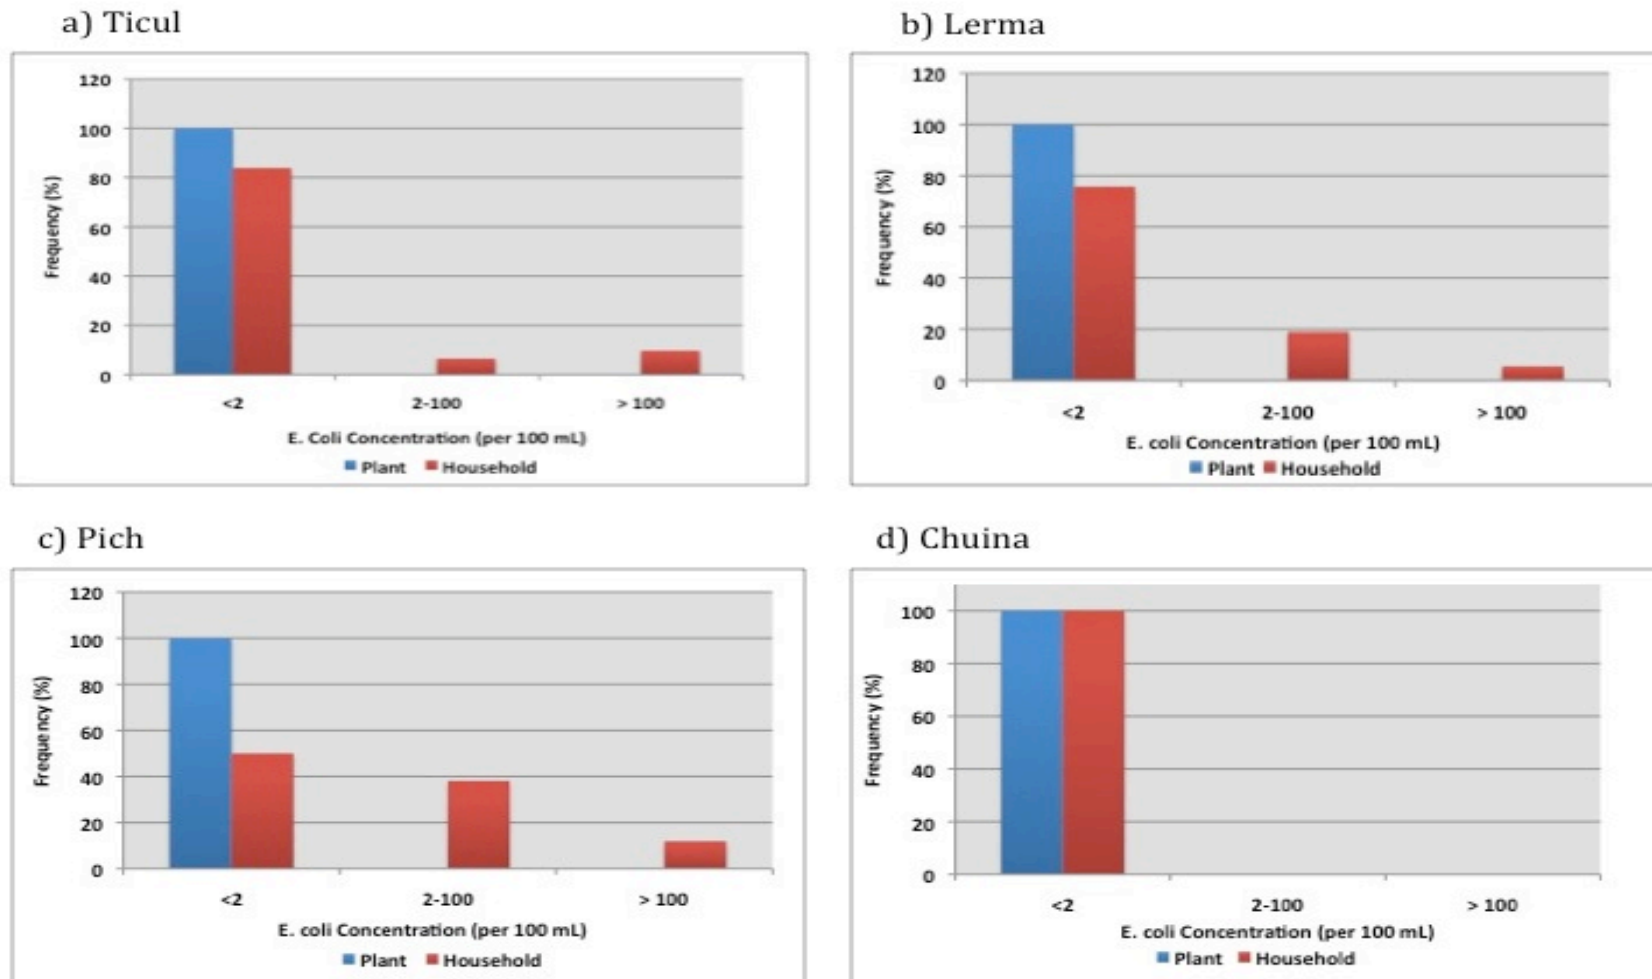 a) Ticul
120
100
80
60
40
20
0
Frequency (%)
<2 2-100 > 100
E. Coli Concentration (per 100 mL)
Plant Household
b) Lerma
120
100
80
60
40
20
0
Frequency (%)
<2 2-100 > 100
E. coli Concentration (per 100 mL)
Plant Household
c) Pich
120
100
80
60
40
20
0
Frequency (%)
<2 2-100 > 100
E. coli Concentration (per 100 mL)
Plant Household
d) Chuina
100
80
60
40
20
0
Frequency (%)
<2 2-100 > 100
E. coli Concentration (per 100 mL)
Plant Household